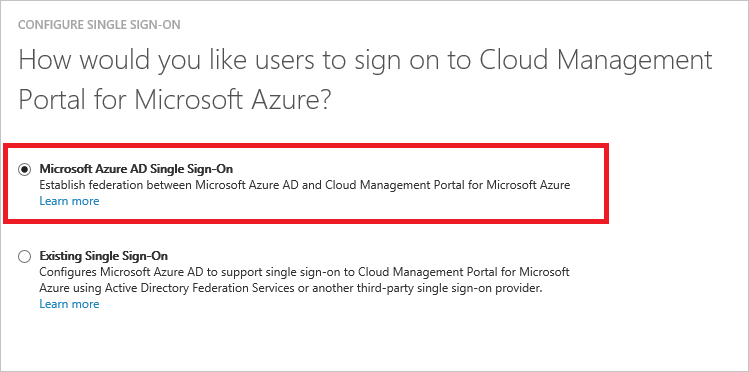 CONFIGURE SINGLE SIGN-ON
How would you like users to sign on to Cloud Management
Portal for Microsoft Azure?
Microsoft Azure AD Single Sign-On
Establish federation between Microsoft Azure AD and Cloud Management Portal for Microsoft Azure
Learn more
Existing Single Sign-On
Configures Microsoft Azure AD to support single sign-on to Cloud Management Portal for Microsoft
Azure using Active Directory Federation Services or another third-party single sign-on provider.
Learn more